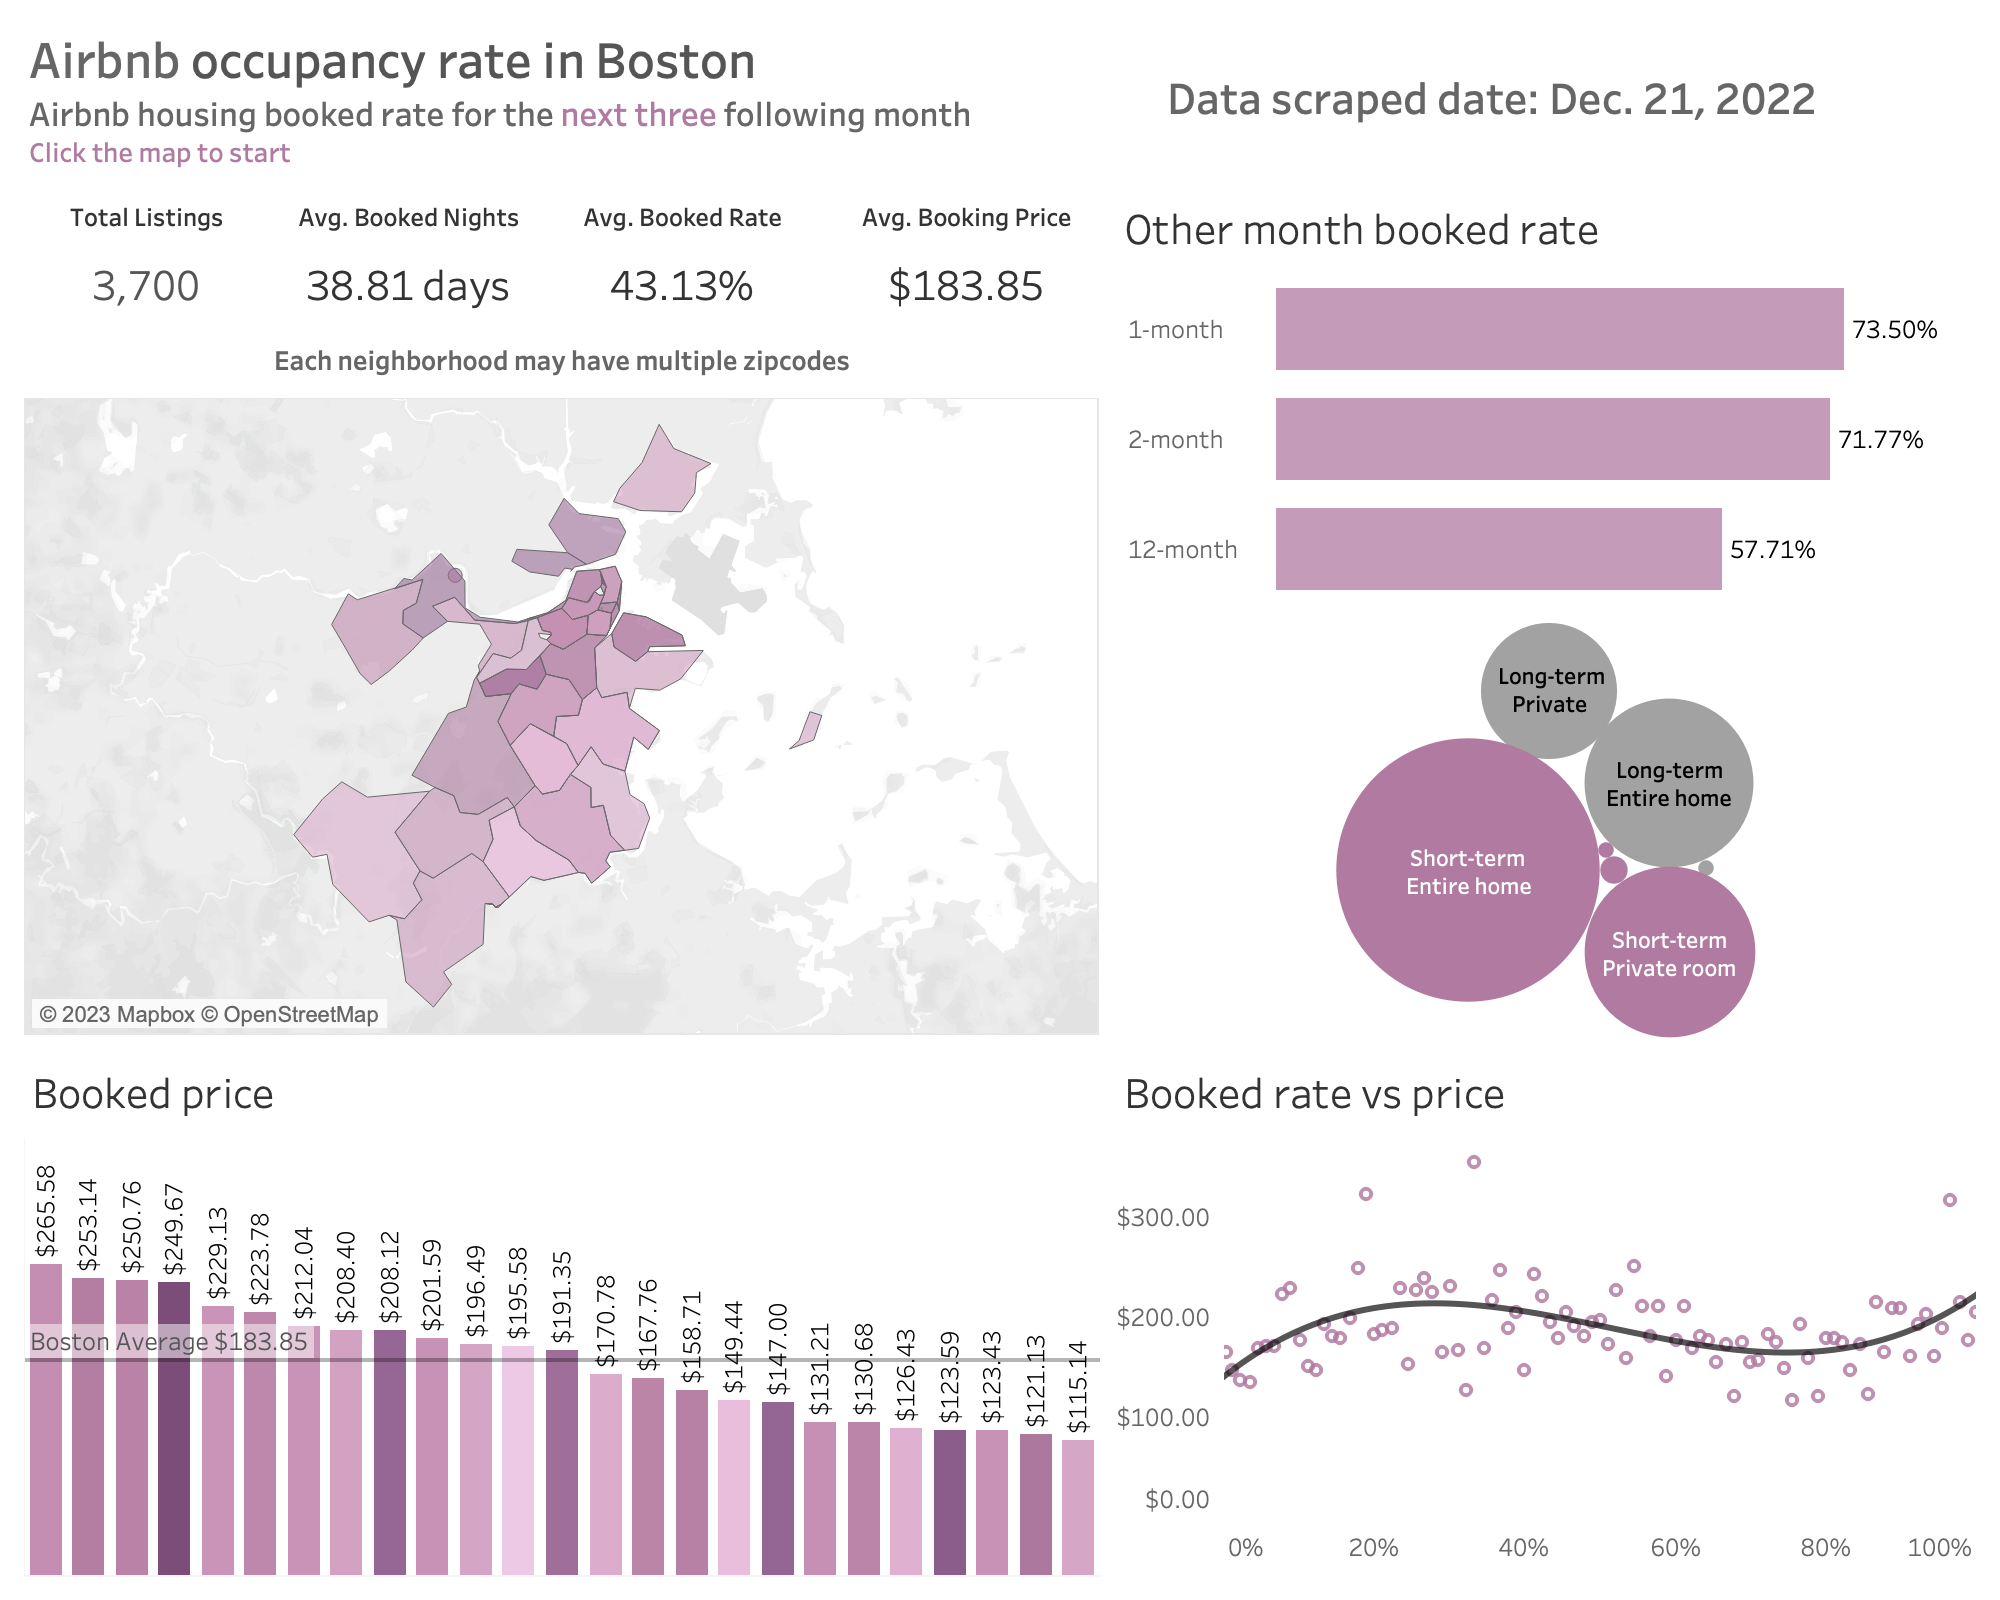 Airbnb occupancy rate in Boston
Airbnb housing booked rate for the next three following month
Click the map to start
Data scraped date: Dec. 21, 2022
Total Listings
3,700
Avg. Booked Nights
38.81 days
Avg. Booked Rate
43.13%
Avg. Booking Price
$183.85
Each neighborhood may have multiple zipcodes
© 2023 Mapbox © OpenStreetMap
Other month booked rate
1-month
73.50%
2-month
71.77%
12-month
57.71%
Long-term
Private
Long-term
Entire home
Short-term
Entire home
Short-term
Private room
Booked price
$265.58
$253.14
$250.76
$249.67
$229.13
$223.78
$212.04
$208.40
$208.12
$201.59
$196.49
$195.58
$191.35
$170.78
$167.76
$158.71
$149.44
$147.00
$131.21
$130.68
$126.43
$123.59
$123.43
$121.13
$115.14
Boston Average $183.85
Booked rate vs price
$300.00
$200.00
$100.00
$0.00
0%
20%
40%
60%
80%
100%